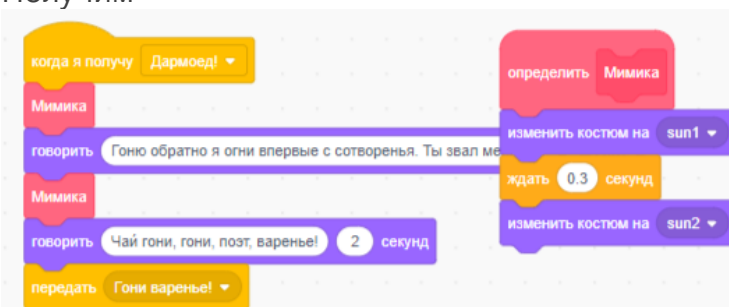 когда я получу Дармоед!
Мимика
говорить Гоню обратно я огни впервые с сотворенья. Ты звал ме
Мимика
говорить Чай гони, гони, поэт, варенье! 2 секунд
передать Гони варенье!
определить Мимика
изменить костюм на sun1
ждать 0.3 секунд
изменить костюм на sun2